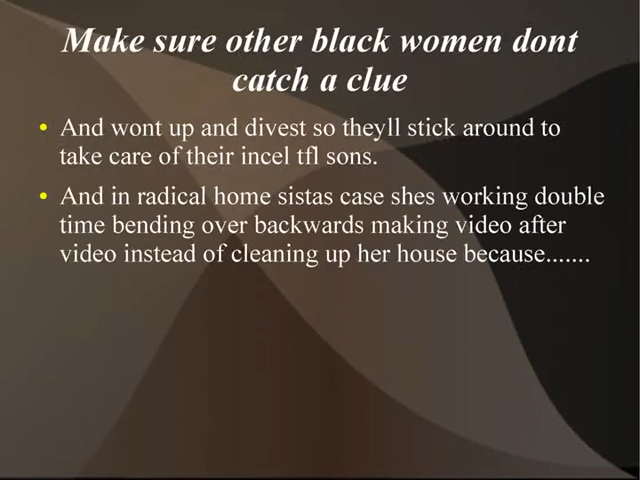 Make sure other black women dont
catch a clue
• And wont up and divest so theyll stick around to
take care of their incel tfl sons.
• And in radical home sistas case shes working double
time bending over backwards making video after
video instead of cleaning up her house because.......